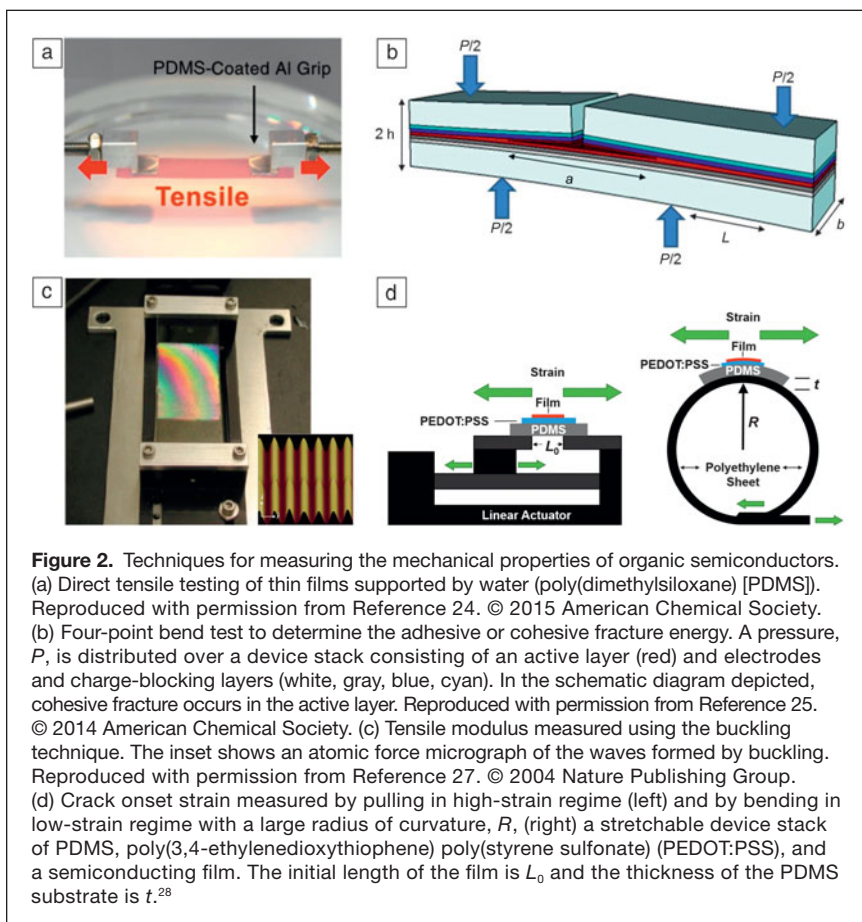 a
PDMS-Coated Al Grip
Tensile
b
P/2
P/2
2 h
a
P/2
P/2
L
b
c
d
Strain
Film
PEDOT:PSS
PDMS
L₀
Linear Actuator
Strain
Film
PEDOT:PSS
PDMS
t
R
Polyethylene
Sheet
Figure 2. Techniques for measuring the mechanical properties of organic semiconductors.
(a) Direct tensile testing of thin films supported by water (poly(dimethylsiloxane) [PDMS]).
Reproduced with permission from Reference 24. © 2015 American Chemical Society.
(b) Four-point bend test to determine the adhesive or cohesive fracture energy. A pressure,
P, is distributed over a device stack consisting of an active layer (red) and electrodes
and charge-blocking layers (white, gray, blue, cyan). In the schematic diagram depicted,
cohesive fracture occurs in the active layer. Reproduced with permission from Reference 25.
© 2014 American Chemical Society. (c) Tensile modulus measured using the buckling
technique. The inset shows an atomic force micrograph of the waves formed by buckling.
Reproduced with permission from Reference 27. © 2004 Nature Publishing Group.
(d) Crack onset strain measured by pulling in high-strain regime (left) and by bending in
low-strain regime with a large radius of curvature, R, (right) a stretchable device stack
of PDMS, poly(3,4-ethylenedioxythiophene) poly(styrene sulfonate) (PEDOT:PSS), and
a semiconducting film. The initial length of the film is L₀ and the thickness of the PDMS
substrate is t.²⁸